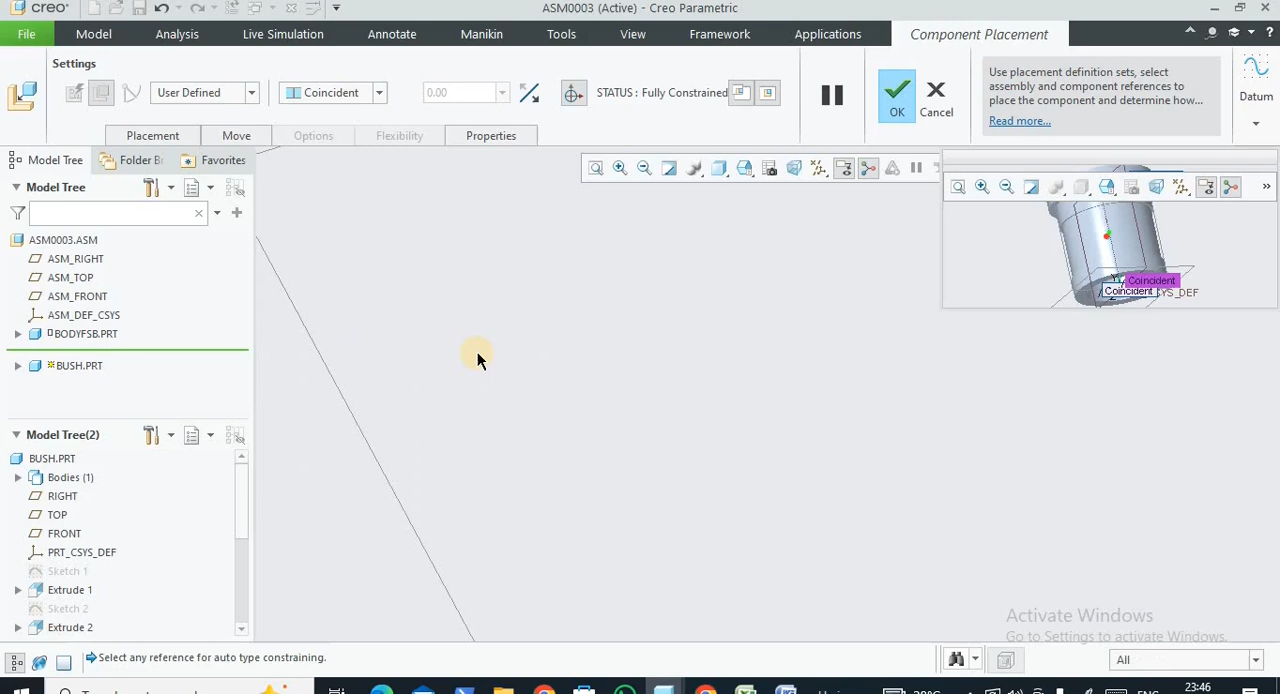 creo
ASM0003 (Active) - Creo Parametric
File Model Analysis Live Simulation Annotate Manikin Tools View Framework Applications Component Placement
Settings
User Defined
Coincident
0.00
STATUS : Fully Constrained
OK
Cancel
Use placement definition sets, select
assembly and component references to
place the component and determine how...
Read more...
Datum
Placement Move Options Flexibility Properties
Model Tree Folder Br Favorites
Model Tree
ASM0003.ASM
ASM_RIGHT
ASM_TOP
ASM_FRONT
ASM_DEF_CSYS
BODYFSB.PRT
BUSH.PRT
Model Tree(2)
BUSH.PRT
Bodies (1)
RIGHT
TOP
FRONT
PRT_CSYS_DEF
Sketch 1
Extrude 1
Sketch 2
Extrude 2
Coincident
Coincident
SYS_DEF
Activate Windows
Go to Settings to activate Windows.
Select any reference for auto type constraining.
All
23:46